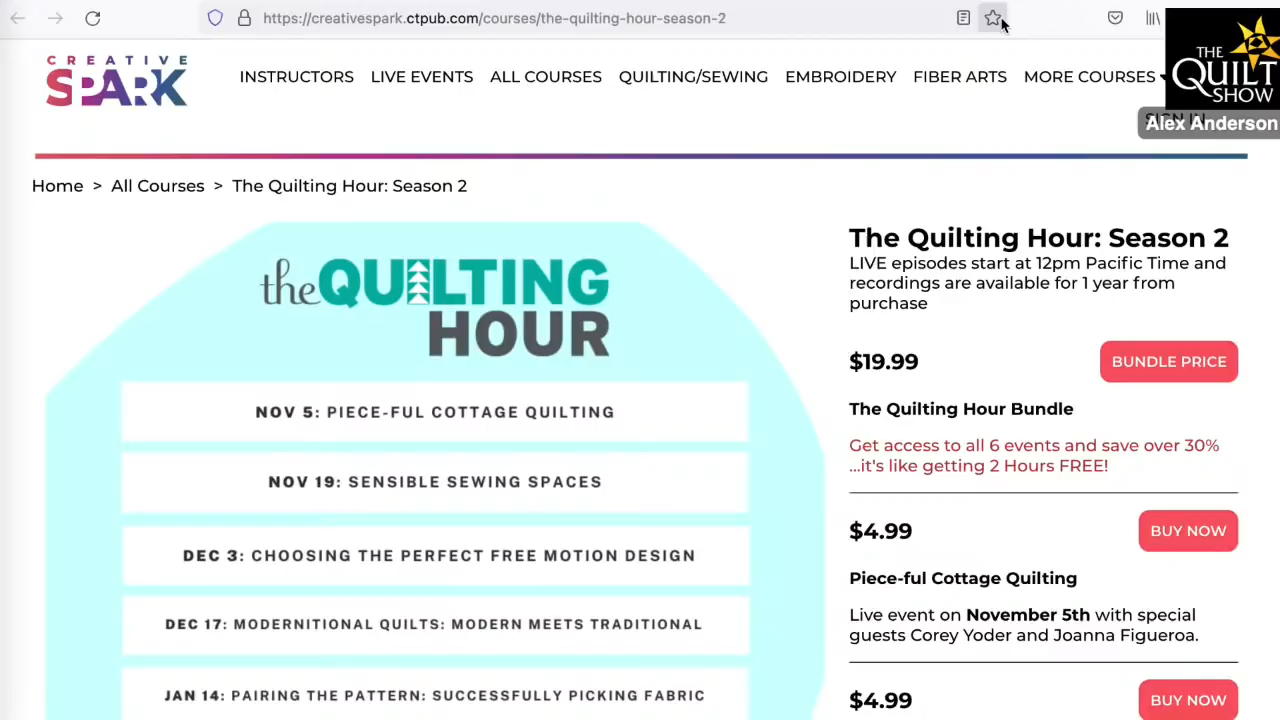 https://creativespark.ctpub.com/courses/the-quilting-hour-season-2
CREATIVE
SPARK
INSTRUCTORS LIVE EVENTS ALL COURSES QUILTING/SEWING EMBROIDERY FIBER ARTS MORE COURSES
THE
QUILT
SHOW
SIGN IN
Alex Anderson
Home > All Courses > The Quilting Hour: Season 2
the QUILTING
HOUR
NOV 5: PIECE-FUL COTTAGE QUILTING
NOV 19: SENSIBLE SEWING SPACES
DEC 3: CHOOSING THE PERFECT FREE MOTION DESIGN
DEC 17: MODERNITIONAL QUILTS: MODERN MEETS TRADITIONAL
JAN 14: PAIRING THE PATTERN: SUCCESSFULLY PICKING FABRIC
The Quilting Hour: Season 2
LIVE episodes start at 12pm Pacific Time and
recordings are available for 1 year from
purchase
$19.99 BUNDLE PRICE
The Quilting Hour Bundle
Get access to all 6 events and save over 30%
...it's like getting 2 Hours FREE!
$4.99 BUY NOW
Piece-ful Cottage Quilting
Live event on November 5th with special
guests Corey Yoder and Joanna Figueroa.
$4.99 BUY NOW